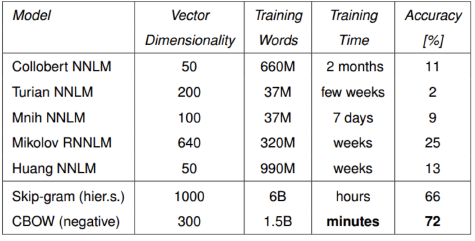 Model Vector Training Training Accuracy
Dimensionality Words Time [%]
Collobert NNLM 50 660M 2 months 11
Turian NNLM 200 37M few weeks 2
Mnih NNLM 100 37M 7 days 9
Mikolov RNNLM 640 320M weeks 25
Huang NNLM 50 990M weeks 13
Skip-gram (hier.s.) 1000 6B hours 66
CBOW (negative) 300 1.5B minutes 72